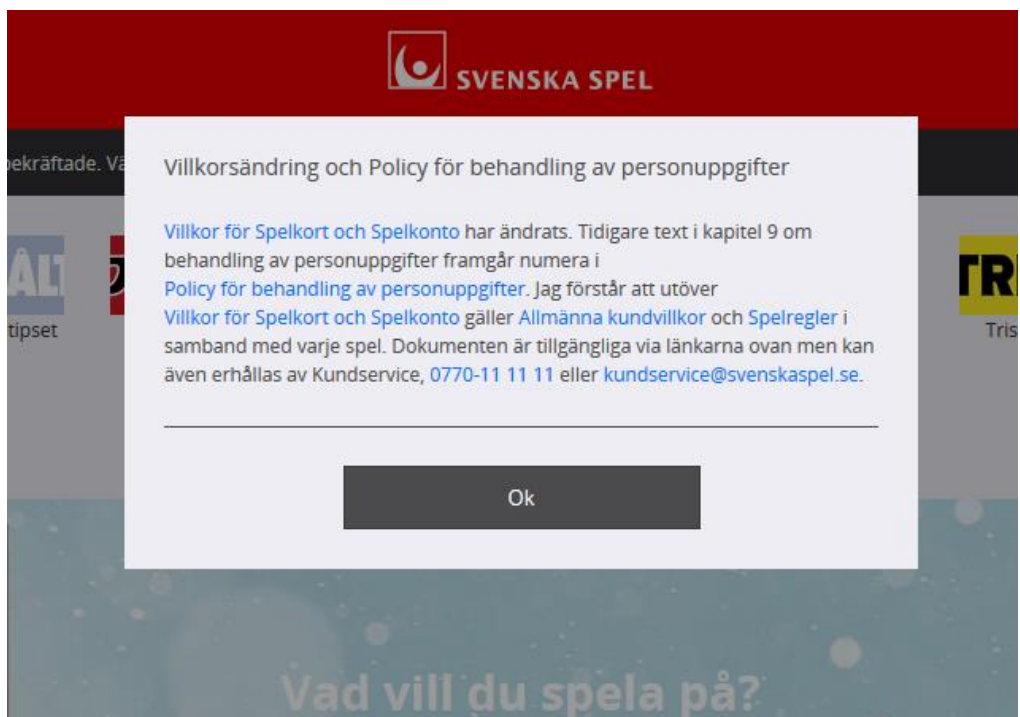 SVENSKA SPEL
bekräftade. Vä
Villkorsändring och Policy för behandling av personuppgifter
Villkor för Spelkort och Spelkonto har ändrats. Tidigare text i kapitel 9 om
behandling av personuppgifter framgår numera i
Policy för behandling av personuppgifter. Jag förstår att utöver
Villkor för Spelkort och Spelkonto gäller Allmänna kundvillkor och Spelregler i
samband med varje spel. Dokumenten är tillgängliga via länkarna ovan men kan
även erhållas av Kundservice, 0770-11 11 11 eller kundservice@svenskaspel.se.
ÅLT
TRI
tipset
Tris
Ok
Vad vill du spela på?